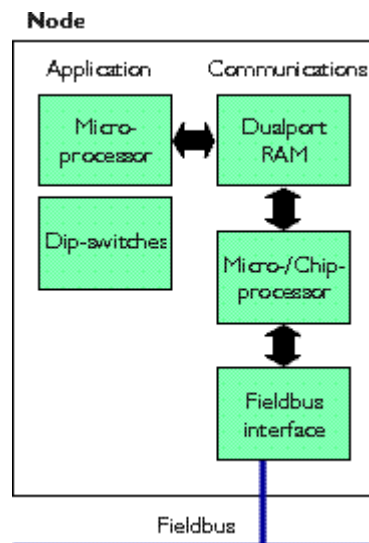 Node
Application
Communications
Micro-
processor
Dualport
RAM
Dip-switches
Micro-/Chip-
processor
Fieldbus
interface
Fieldbus